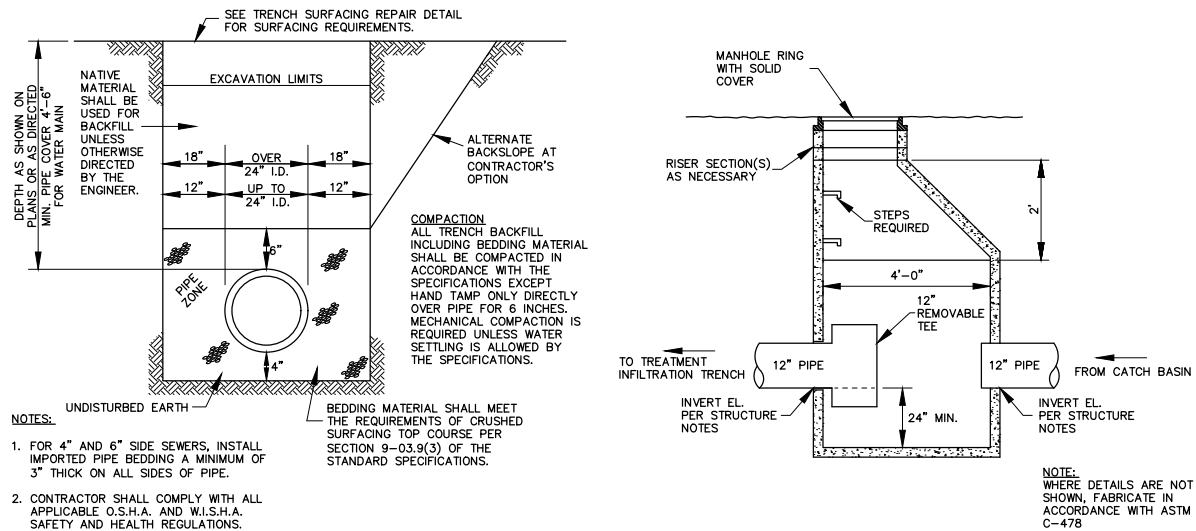 SEE TRENCH SURFACING REPAIR DETAIL
FOR SURFACING REQUIREMENTS.
DEPTH AS SHOWN ON
PLANS OR AS DIRECTED
MIN. PIPE COVER 4'-6"
FOR WATER MAIN
NATIVE
MATERIAL
SHALL BE
USED FOR
BACKFILL
UNLESS
OTHERWISE
DIRECTED
BY THE
ENGINEER.
EXCAVATION LIMITS
18"
OVER
24" I.D.
18"
12"
UP TO
24" I.D.
12"
ALTERNATE
BACKSLOPE AT
CONTRACTOR'S
OPTION
6"
PIPE
ZONE
4"
COMPACTION
ALL TRENCH BACKFILL
INCLUDING BEDDING MATERIAL
SHALL BE COMPACTED IN
ACCORDANCE WITH THE
SPECIFICATIONS EXCEPT
HAND TAMP ONLY DIRECTLY
OVER PIPE FOR 6 INCHES.
MECHANICAL COMPACTION IS
REQUIRED UNLESS WATER
SETTLING IS ALLOWED BY
THE SPECIFICATIONS.
UNDISTURBED EARTH
BEDDING MATERIAL SHALL MEET
THE REQUIREMENTS OF CRUSHED
SURFACING TOP COURSE PER
SECTION 9-03.9(3) OF THE
STANDARD SPECIFICATIONS.
NOTES:
1. FOR 4" AND 6" SIDE SEWERS, INSTALL
IMPORTED PIPE BEDDING A MINIMUM OF
3" THICK ON ALL SIDES OF PIPE.
2. CONTRACTOR SHALL COMPLY WITH ALL
APPLICABLE O.S.H.A. AND W.I.S.H.A.
SAFETY AND HEALTH REGULATIONS.
MANHOLE RING
WITH SOLID
COVER
RISER SECTION(S)
AS NECESSARY
STEPS
REQUIRED
2'
4'-0"
12"
REMOVABLE
TEE
TO TREATMENT
INFILTRATION TRENCH
12" PIPE
12" PIPE
FROM CATCH BASIN
INVERT EL.
PER STRUCTURE
NOTES
24" MIN.
INVERT EL.
PER STRUCTURE
NOTES
NOTE:
WHERE DETAILS ARE NOT
SHOWN, FABRICATE IN
ACCORDANCE WITH ASTM
C-478